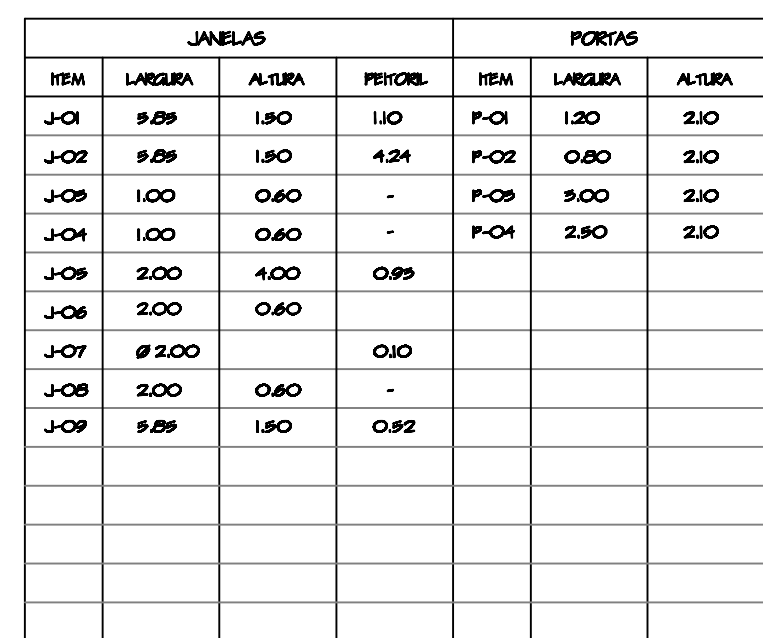 JANELAS PORTAS
ITEM LARGURA ALTURA PEITORIL ITEM LARGURA ALTURA
J-01 5.85 1.50 1.10 P-01 1.20 2.10
J-02 5.85 1.50 4.24 P-02 0.80 2.10
J-03 1.00 0.60 - P-03 3.00 2.10
J-04 1.00 0.60 - P-04 2.50 2.10
J-05 2.00 4.00 0.93
J-06 2.00 0.60
J-07 Ø 2.00 0.10
J-08 2.00 0.60 -
J-09 5.85 1.50 0.52